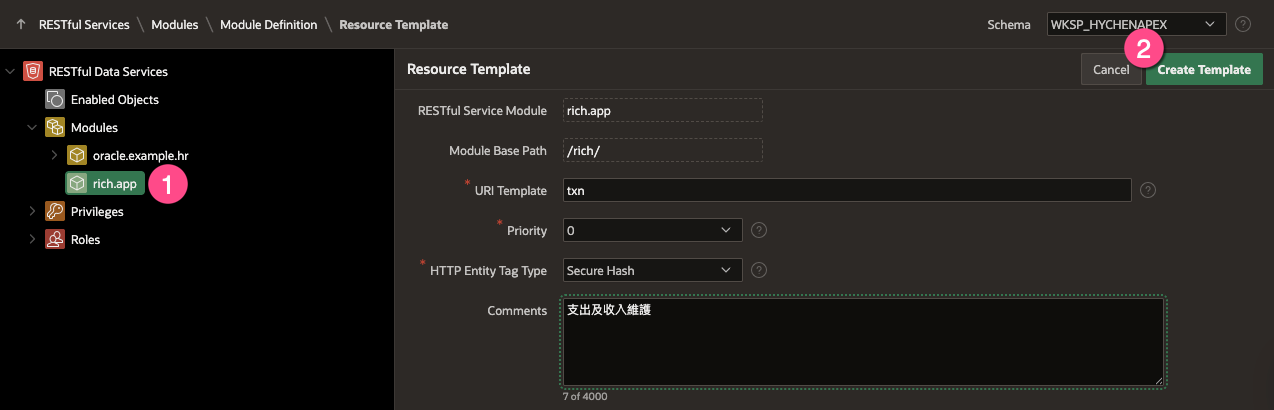 RESTful Services \ Modules \ Module Definition \ Resource Template
Schema WKSP_HYCHENAPEX
2
RESTful Data Services
Enabled Objects
Modules
oracle.example.hr
rich.app
1
Privileges
Roles
Resource Template
Cancel
Create Template
RESTful Service Module rich.app
Module Base Path /rich/
* URI Template txn
* Priority 0
* HTTP Entity Tag Type Secure Hash
Comments 支出及收入維護
7 of 4000